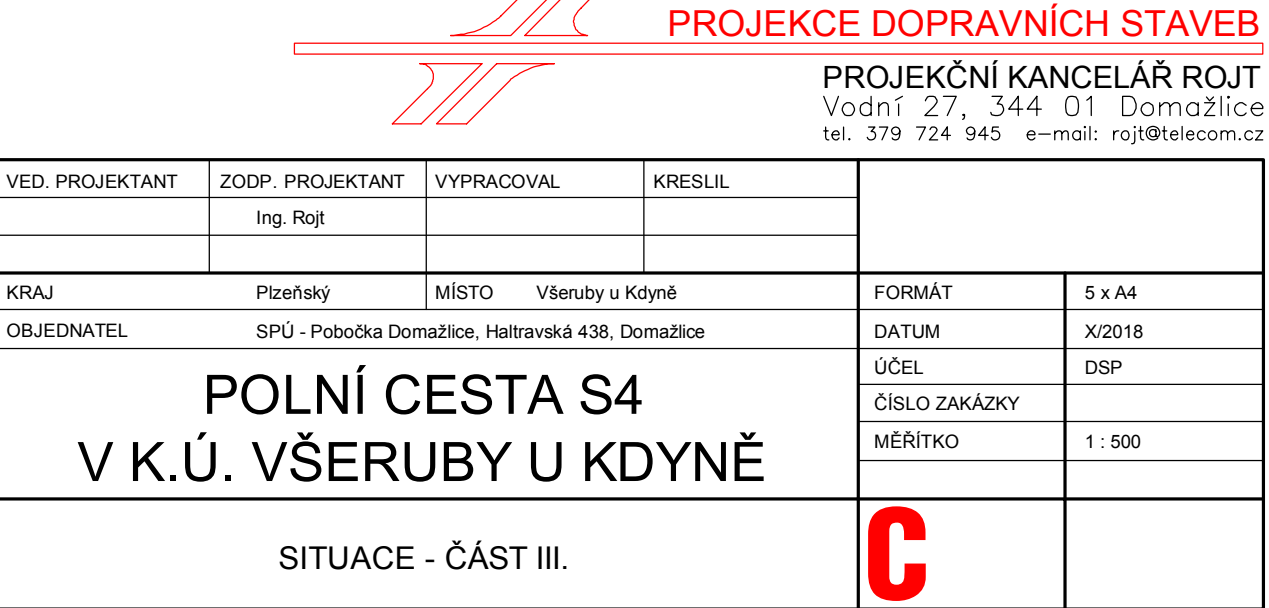 PROJEKCE DOPRAVNÍCH STAVEB
PROJEKČNÍ KANCELÁŘ ROJT
Vodní 27, 344 01 Domažlice
tel. 379 724 945 e-mail: rojt@telecom.cz
VED. PROJEKTANT ZODP. PROJEKTANT VYPRACOVAL KRESLIL
Ing. Rojt
KRAJ Plzeňský MÍSTO Všeruby u Kdyně FORMÁT 5 x A4
OBJEDNATEL SPÚ - Pobočka Domažlice, Haltravská 438, Domažlice DATUM X/2018
ÚČEL DSP
POLNÍ CESTA S4
ČÍSLO ZAKÁZKY
MĚŘÍTKO 1 : 500
V K.Ú. VŠERUBY U KDYNĚ
SITUACE - ČÁST III.
C